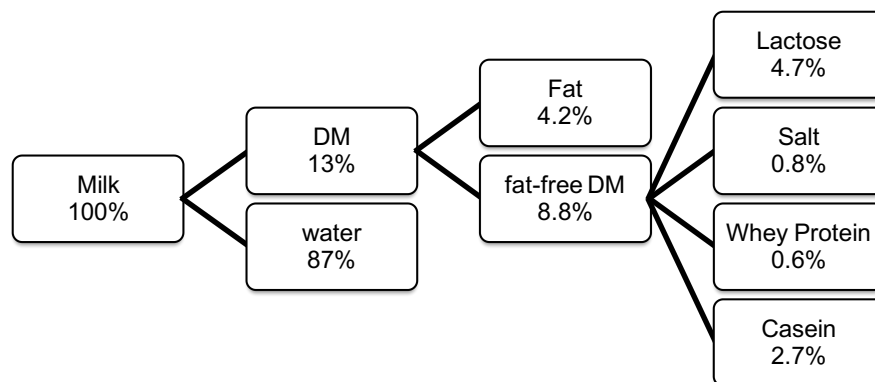 Milk
100%
DM
13%
water
87%
Fat
4.2%
fat-free DM
8.8%
Lactose
4.7%
Salt
0.8%
Whey Protein
0.6%
Casein
2.7%